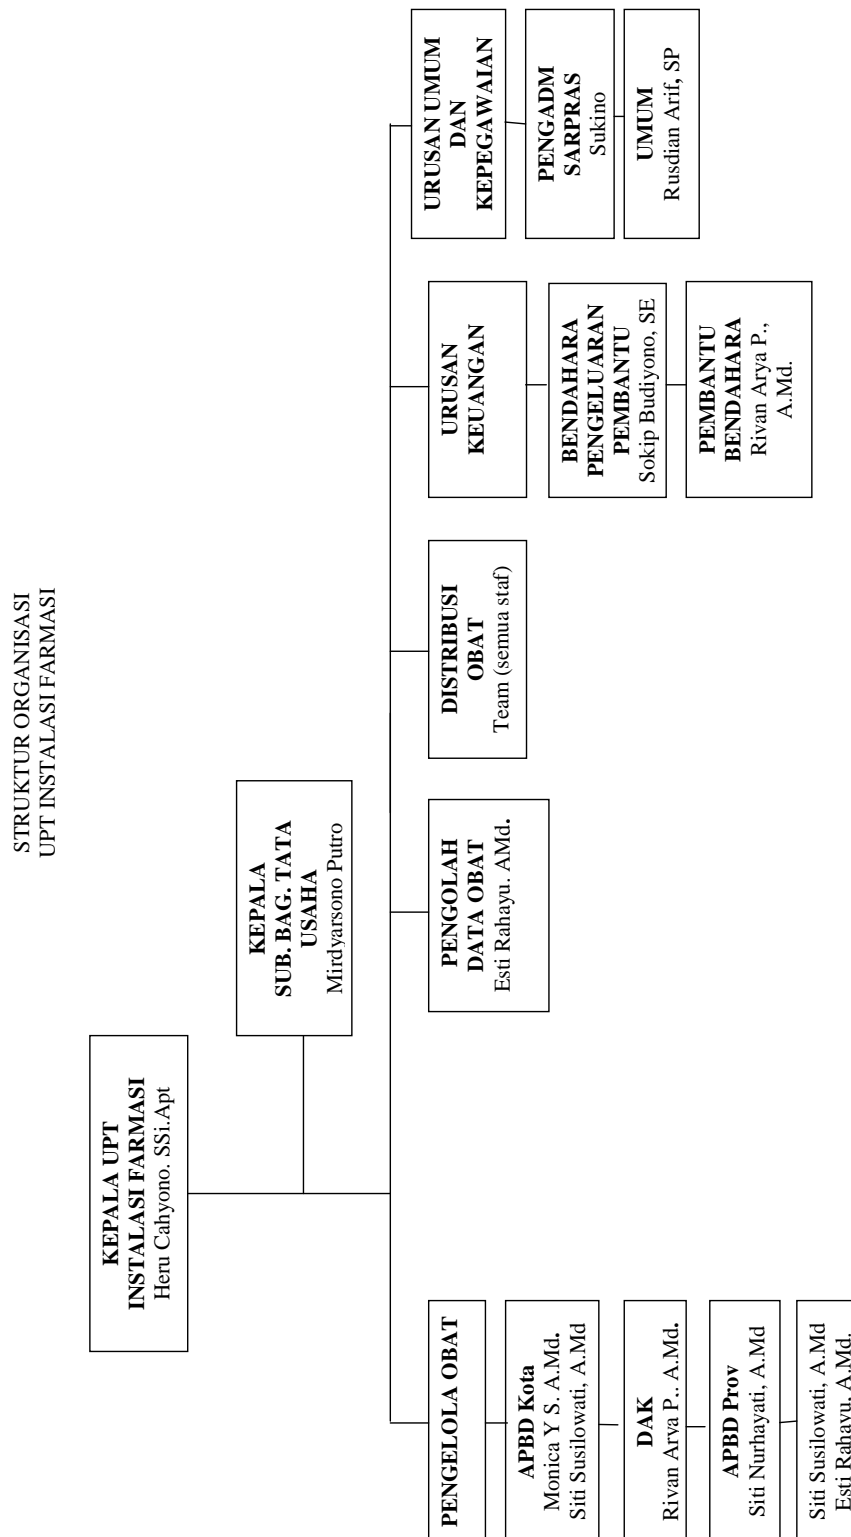 STRUKTUR ORGANISASI
UPT INSTALASI FARMASI
KEPALA UPT
INSTALASI FARMASI
Heru Cahyono. SSi.Apt
KEPALA
SUB. BAG. TATA
USAHA
Mirdyarsono Putro
PENGELOLA OBAT
APBD Kota
Monica Y S. A.Md.
Siti Susilowati, A.Md
DAK
Rivan Arya P.. A.Md.
APBD Prov
Siti Nurhayati, A.Md
Siti Susilowati, A.Md
Esti Rahayu, A.Md.
PENGOLAH
DATA OBAT
Esti Rahayu. AMd.
DISTRIBUSI
OBAT
Team (semua staf)
URUSAN
KEUANGAN
BENDAHARA
PENGELUARAN
PEMBANTU
Sokip Budiyono, SE
PEMBANTU
BENDAHARA
Rivan Arya P.,
A.Md.
URUSAN UMUM
DAN
KEPEGAWAIAN
PENGADM
SARPRAS
Sukino
UMUM
Rusdian Arif, SP